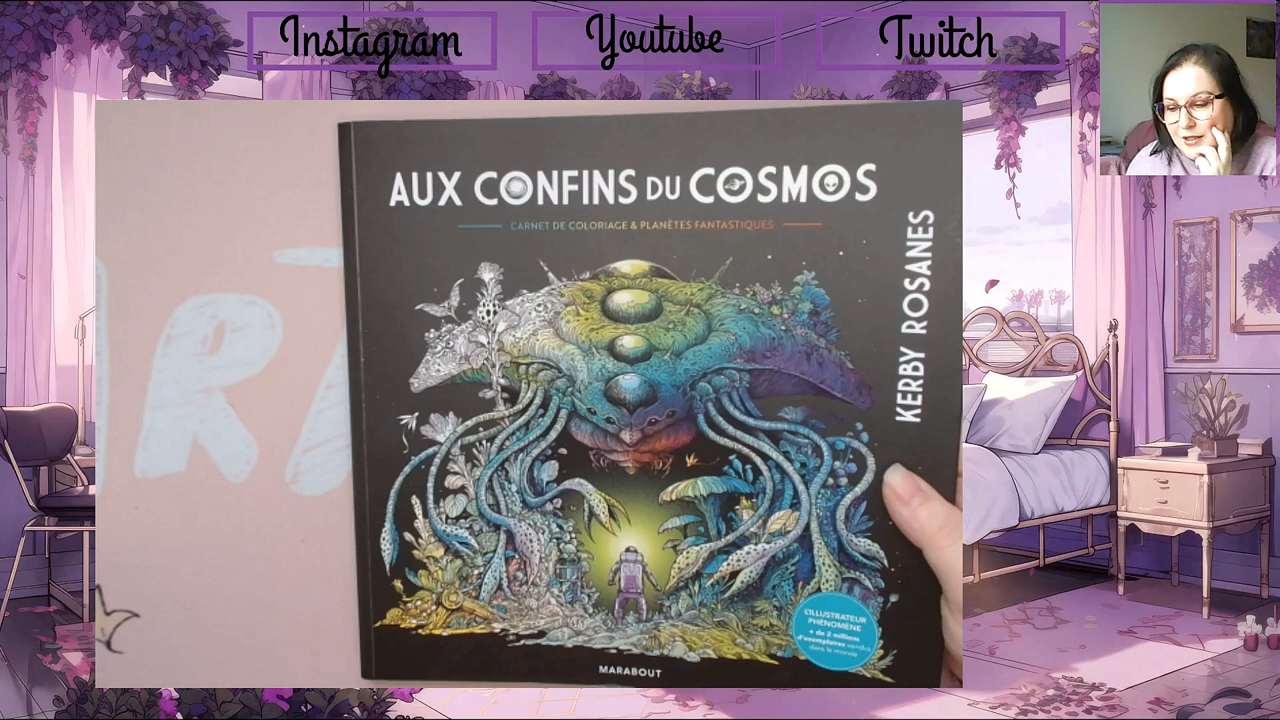 Instagram
Youtube
Twitch
AUX CONFINS DU COSMOS
CARNET DE COLORIAGE & PLANÈTES FANTASTIQUES
KERBY ROSANES
RT
L'ILLUSTRATEUR
PHÉNOMÈNE
+ de 2 millions
d'exemplaires vendus
dans le monde
MARABOUT